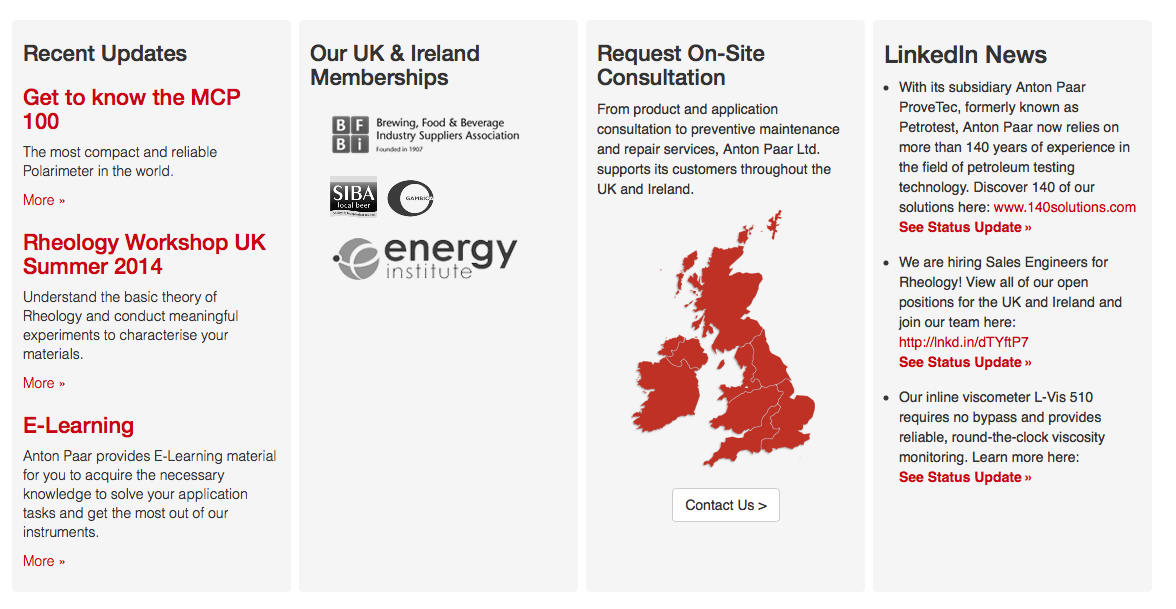 Recent Updates
Get to know the MCP
100
The most compact and reliable
Polarimeter in the world.
More »
Rheology Workshop UK
Summer 2014
Understand the basic theory of
Rheology and conduct meaningful
experiments to characterise your
materials.
More »
E-Learning
Anton Paar provides E-Learning material
for you to acquire the necessary
knowledge to solve your application
tasks and get the most out of our
instruments.
More »
Our UK & Ireland
Memberships
BF
Bi
Brewing, Food & Beverage
Industry Suppliers Association
Founded in 1907
SIBA
local beer
GAMBICA
energy
institute
Request On-Site
Consultation
From product and application
consultation to preventive maintenance
and repair services, Anton Paar Ltd.
supports its customers throughout the
UK and Ireland.
Contact Us >
LinkedIn News
• With its subsidiary Anton Paar
ProveTec, formerly known as
Petrotest, Anton Paar now relies on
more than 140 years of experience in
the field of petroleum testing
technology. Discover 140 of our
solutions here: www.140solutions.com
See Status Update »
• We are hiring Sales Engineers for
Rheology! View all of our open
positions for the UK and Ireland and
join our team here:
http://lnkd.in/dTYftP7
See Status Update »
• Our inline viscometer L-Vis 510
requires no bypass and provides
reliable, round-the-clock viscosity
monitoring. Learn more here:
See Status Update »